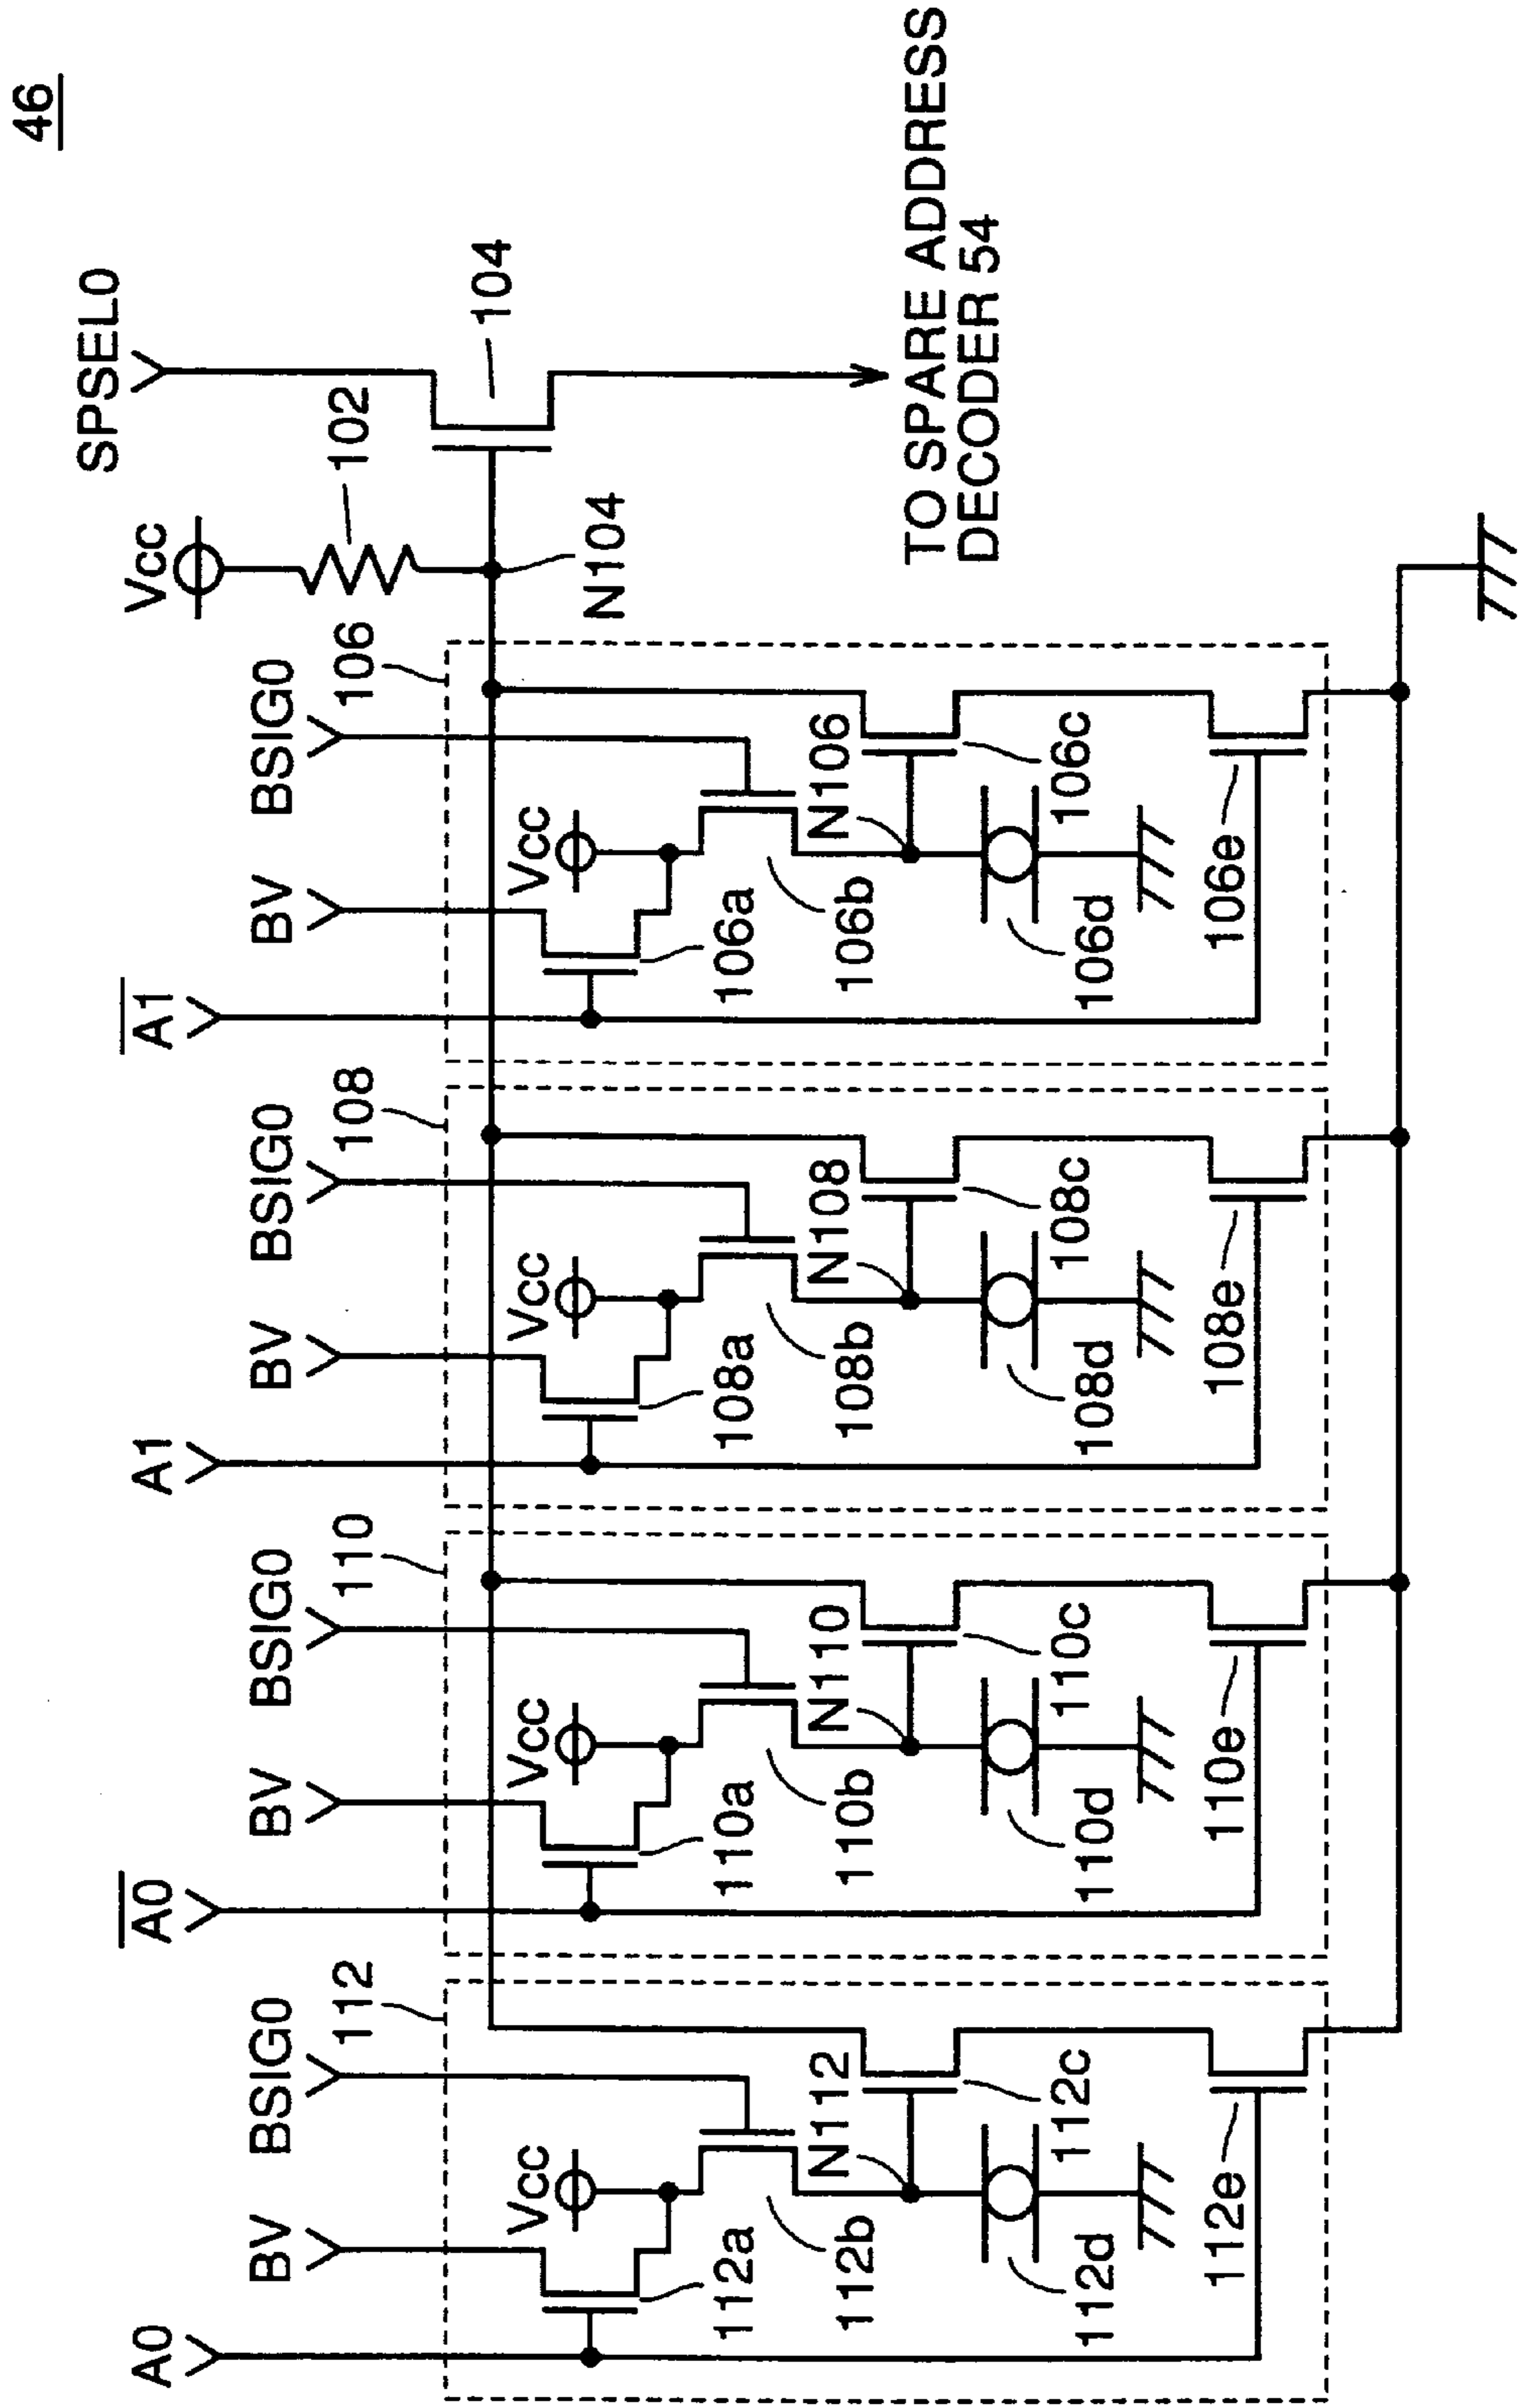 46
SPSEL0
Vcc
102
104
N104
TO SPARE ADDRESS
DECODER 54
A0
BV
BSIG0
112
Vcc
112a
112b
N112
112c
112d
112e
A0
BV
BSIG0
110
Vcc
110a
110b
N110
110c
110d
110e
A1
BV
BSIG0
108
Vcc
108a
108b
N108
108c
108d
108e
A1
BV
BSIG0
106
Vcc
106a
106b
N106
106c
106d
106e